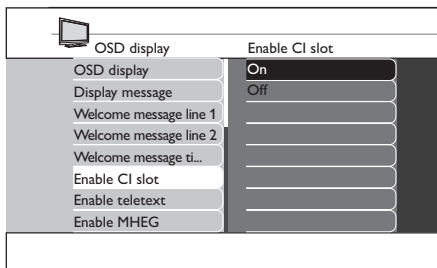 OSD display
Enable CI slot
OSD display
On
Display message
Off
Welcome message line 1
Welcome message line 2
Welcome message ti...
Enable CI slot
Enable teletext
Enable MHEG